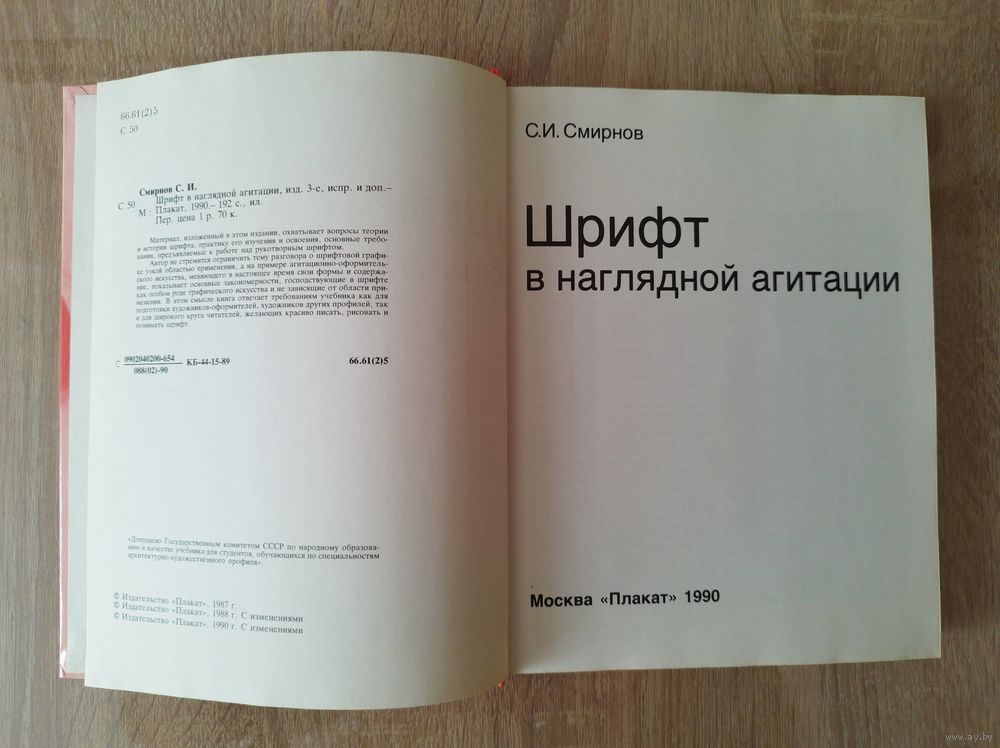 66.61(2)5
С 50
Смирнов С. И.
С 50 Шрифт в наглядной агитации, изд. 3-е, испр. и доп.–
М : Плакат, 1990.– 192 с., ил.
Пер. цена 1 р. 70 к.
Материал, изложенный в этом издании, охватывает вопросы теории
и истории шрифта, практику его изучения и освоения, основные требо-
вания, предъявляемые к работе над рукотворным шрифтом.
Автор не стремится ограничить тему разговора о шрифтовой графи-
ке узкой областью применения, а на примере агитационно-оформитель-
ского искусства, меняющего в настоящее время свои формы и содержа-
ние, показывает основные закономерности, господствующие в шрифте
как особом роде графического искусства и не зависящие от области при-
менения. В этом смысле книга отвечает требованиям учебника как для
подготовки художников-оформителей, художников других профилей, так
и для широкого круга читателей, желающих красиво писать, рисовать и
понимать шрифт.
С 0902040200-654 КБ-44-15-89 66.61(2)5
088(02)-90
«Допущено Государственным комитетом СССР по народному образова-
нию в качестве учебника для студентов, обучающихся по специальностям
архитектурно-художественного профиля».
© Издательство «Плакат», 1987 г.
© Издательство «Плакат», 1988 г. С изменениями
© Издательство «Плакат», 1990 г. С изменениями
С.И. Смирнов
Шрифт
в наглядной агитации
Москва «Плакат» 1990
www.ay.by